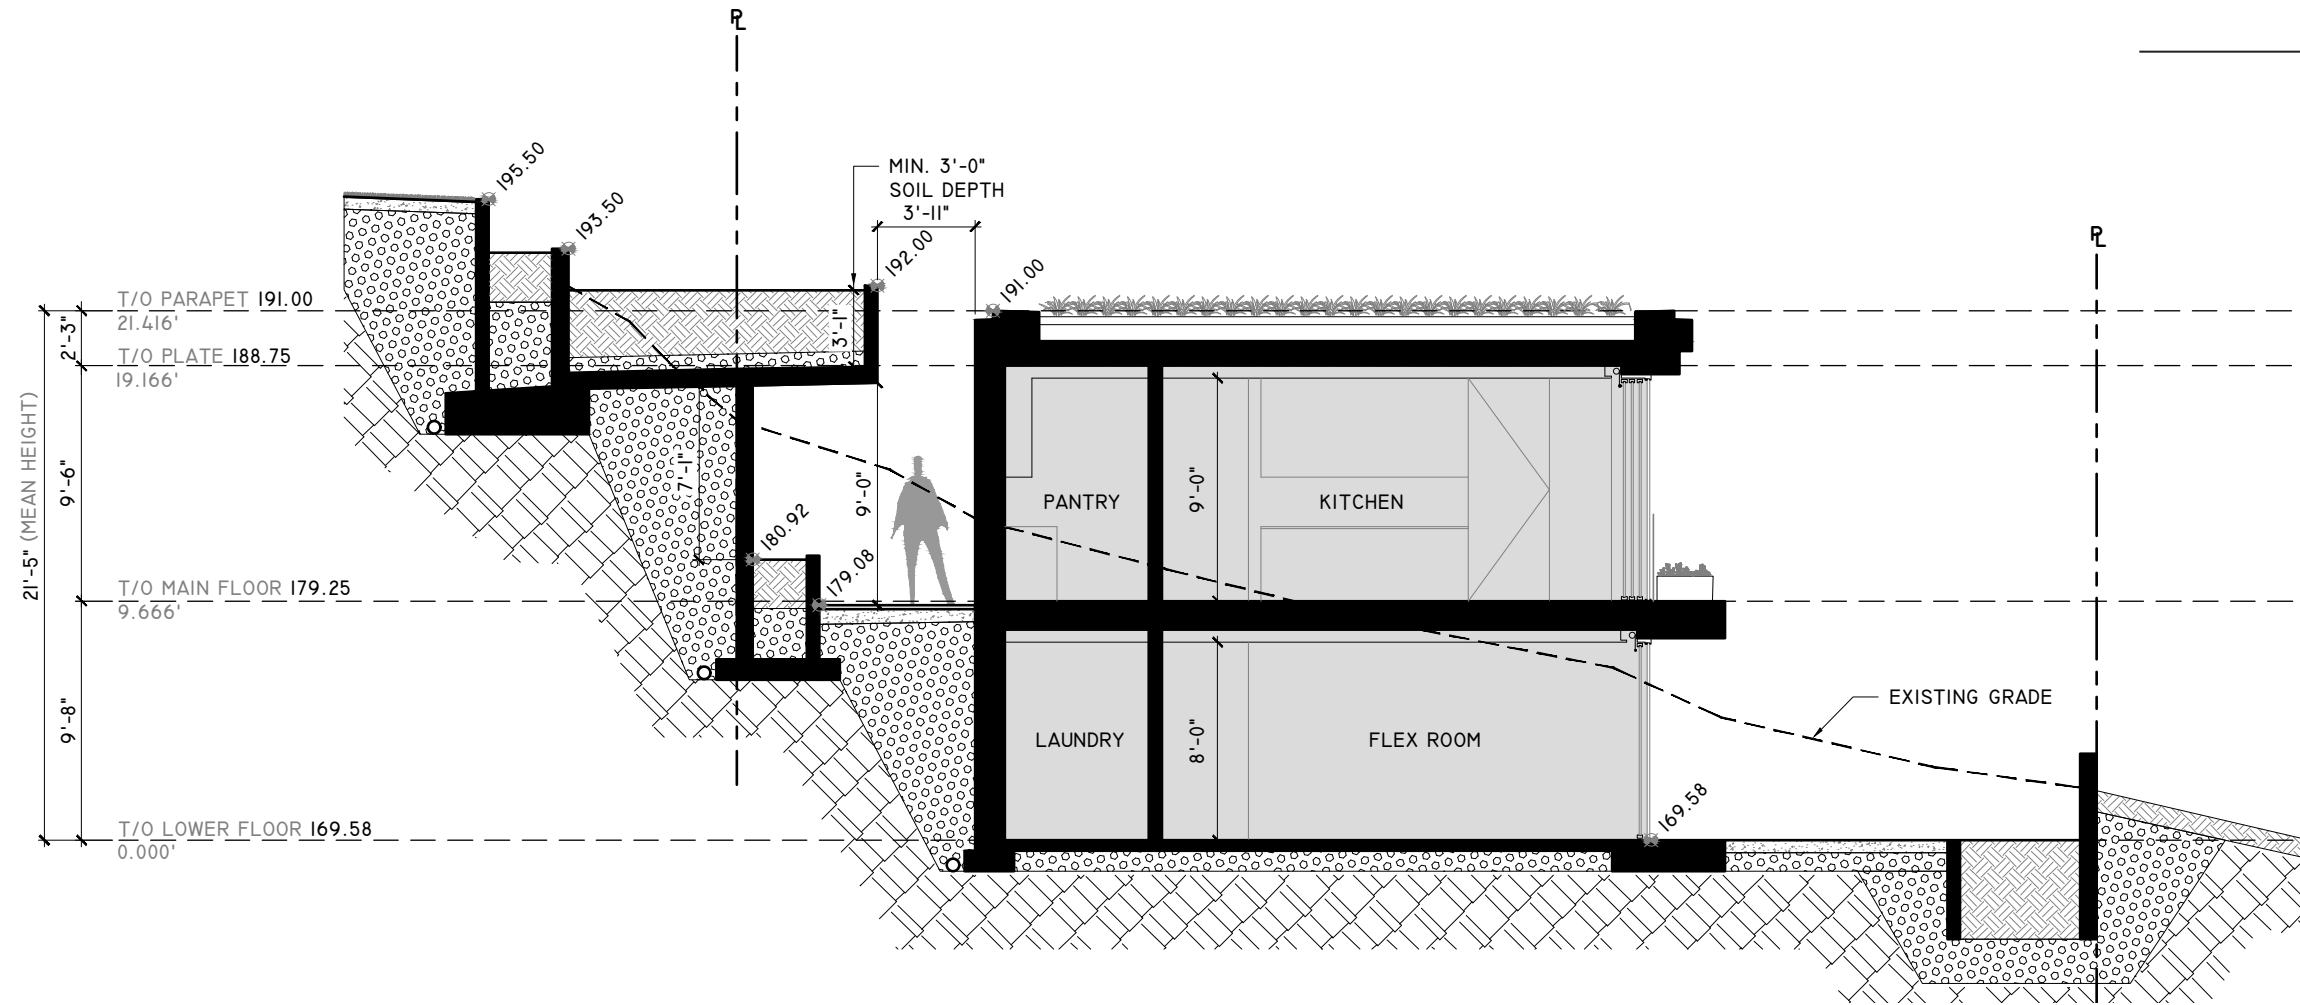 PL
PL
195.50
193.50
MIN. 3'-0"
SOIL DEPTH
3'-11"
192.00
191.00
T/O PARAPET 191.00
21.416'
2'-3"
3'-1"
T/O PLATE 188.75
19.166'
21'-5" (MEAN HEIGHT)
9'-6"
7'-1"
9'-0"
PANTRY
9'-0"
KITCHEN
180.92
179.08
T/O MAIN FLOOR 179.25
9.666'
9'-8"
LAUNDRY
8'-0"
FLEX ROOM
EXISTING GRADE
169.58
T/O LOWER FLOOR 169.58
0.000'